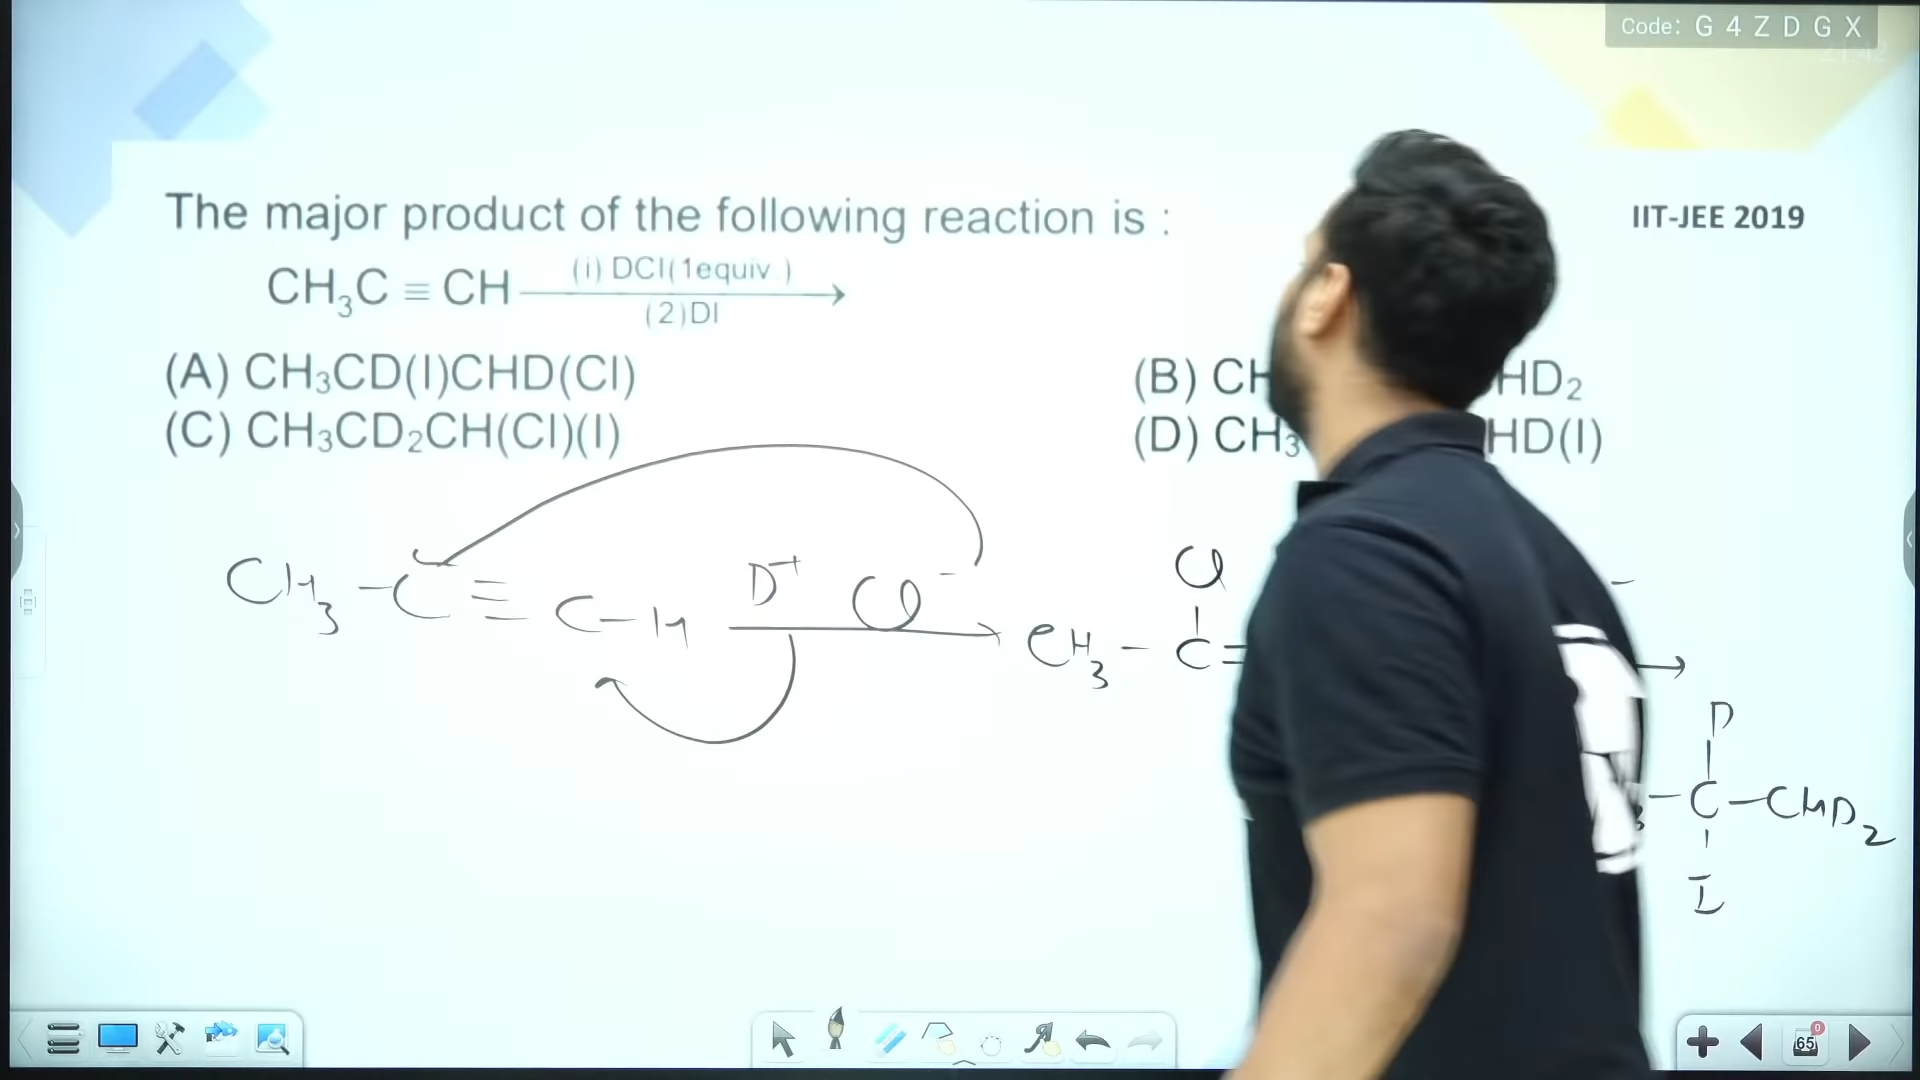 Code: G 4 Z D G X
The major product of the following reaction is :
IIT-JEE 2019
CH₃C ≡ CH (i) DCl(1equiv.)
(2)DI
(A) CH₃CD(I)CHD(Cl)
(B) CH HD₂
(C) CH₃CD₂CH(Cl)(I)
(D) CH₃ HD(I)
CH₃ - C ≡ C-H D⁺ Cl⁻ → CH₃ - C =
Cl
D
- C - CHD₂
I
65
0